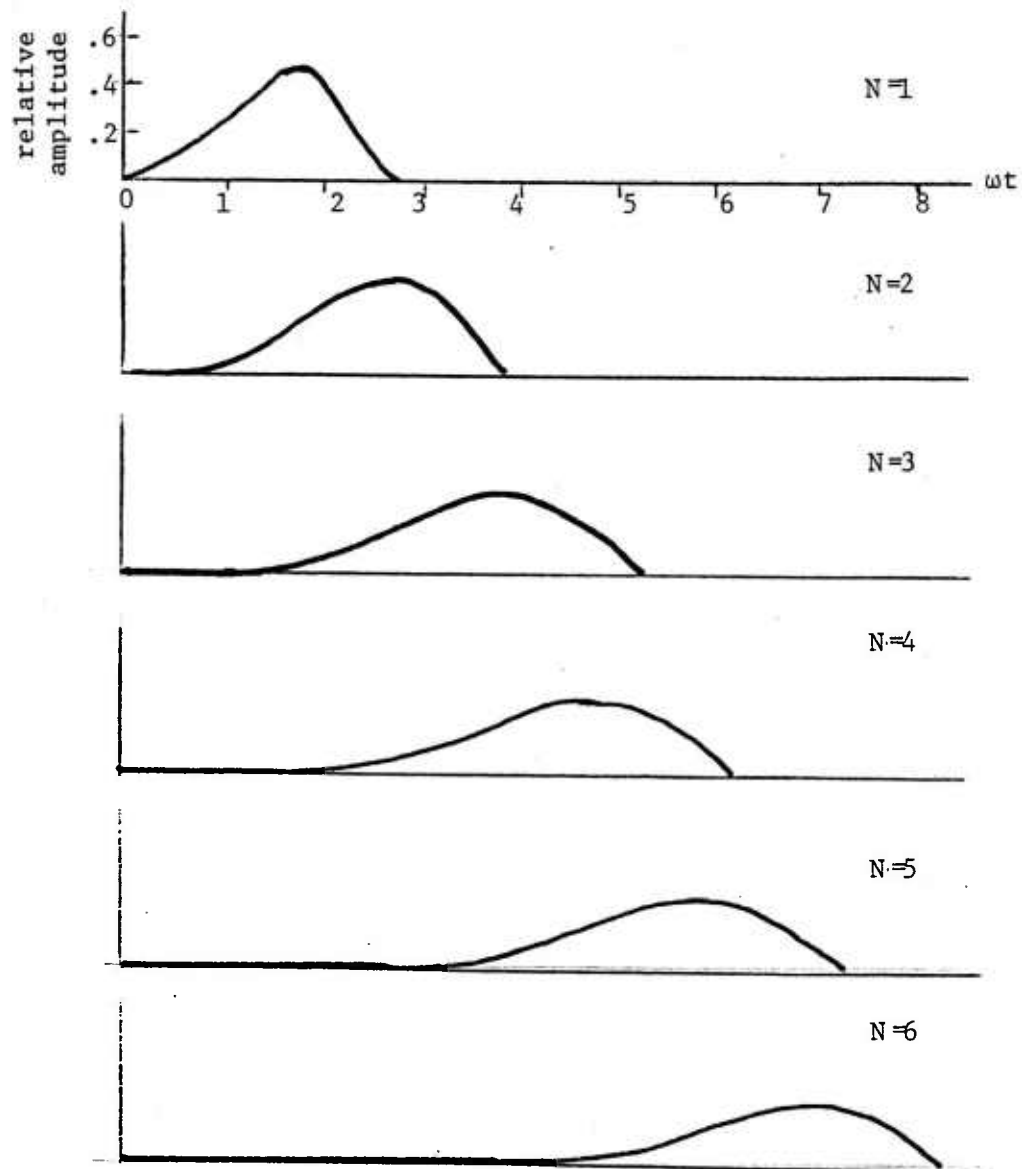 relative
amplitude
.6
.4
.2
N=1
0 1 2 3 4 5 6 7 8 ωt
N=2
N=3
N=4
N=5
N=6